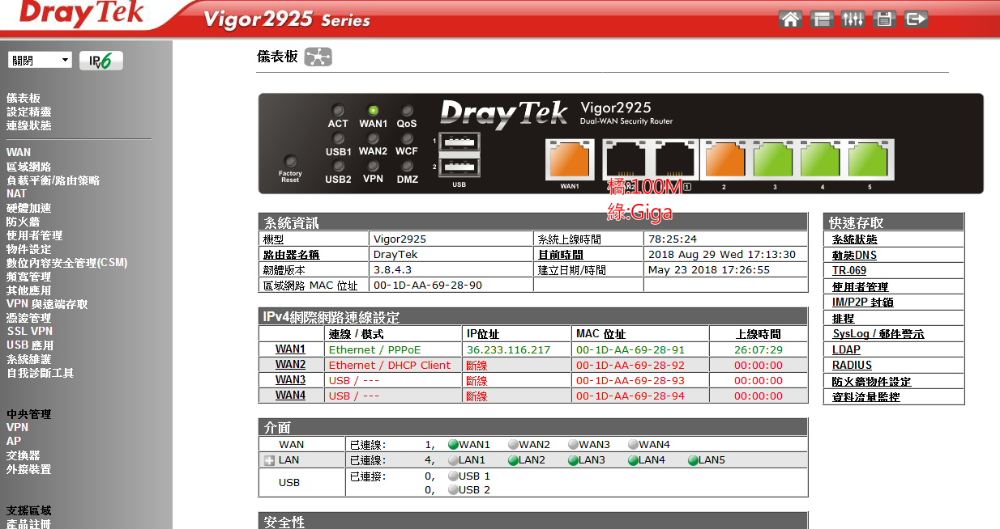 DrayTek Vigor2925 Series
關閉 IPv6
儀表板
設定精靈
連線狀態
WAN
區域網路
負載平衡/路由策略
NAT
硬體加速
防火牆
使用者管理
物件設定
數位內容安全管理(CSM)
頻寬管理
其他應用
VPN 與遠端存取
憑證管理
SSL VPN
USB 應用
系統維護
自我診斷工具
中央管理
VPN
AP
交換器
外接裝置
支援區域
產品註冊
儀表板
ACT WAN1 QoS
USB1 WAN2 WCF
USB2 VPN DMZ
Factory
Reset
1
2
USB
DrayTek Vigor2925
Dual-WAN Security Router
WAN1 1 2 3 4 5
橘:100M
綠:Giga
系統資訊
機型 Vigor2925 系統上線時間 78:25:24
路由器名稱 DrayTek 目前時間 2018 Aug 29 Wed 17:13:30
韌體版本 3.8.4.3 建立日期/時間 May 23 2018 17:26:55
區域網路 MAC 位址 00-1D-AA-69-28-90
IPv4網際網路連線設定
連線 / 模式 IP位址 MAC 位址 上線時間
WAN1 Ethernet / PPPoE 36.233.116.217 00-1D-AA-69-28-91 26:07:29
WAN2 Ethernet / DHCP Client 斷線 00-1D-AA-69-28-92 00:00:00
WAN3 USB / --- 斷線 00-1D-AA-69-28-93 00:00:00
WAN4 USB / --- 斷線 00-1D-AA-69-28-94 00:00:00
介面
WAN 已連線: 1, WAN1 WAN2 WAN3 WAN4
LAN 已連線: 4, LAN1 LAN2 LAN3 LAN4 LAN5
USB 已連接: 0, USB 1
0, USB 2
安全性
快速存取
系統狀態
動態DNS
TR-069
使用者管理
IM/P2P 封鎖
排程
SysLog / 郵件警示
LDAP
RADIUS
防火牆物件設定
資料流量監控